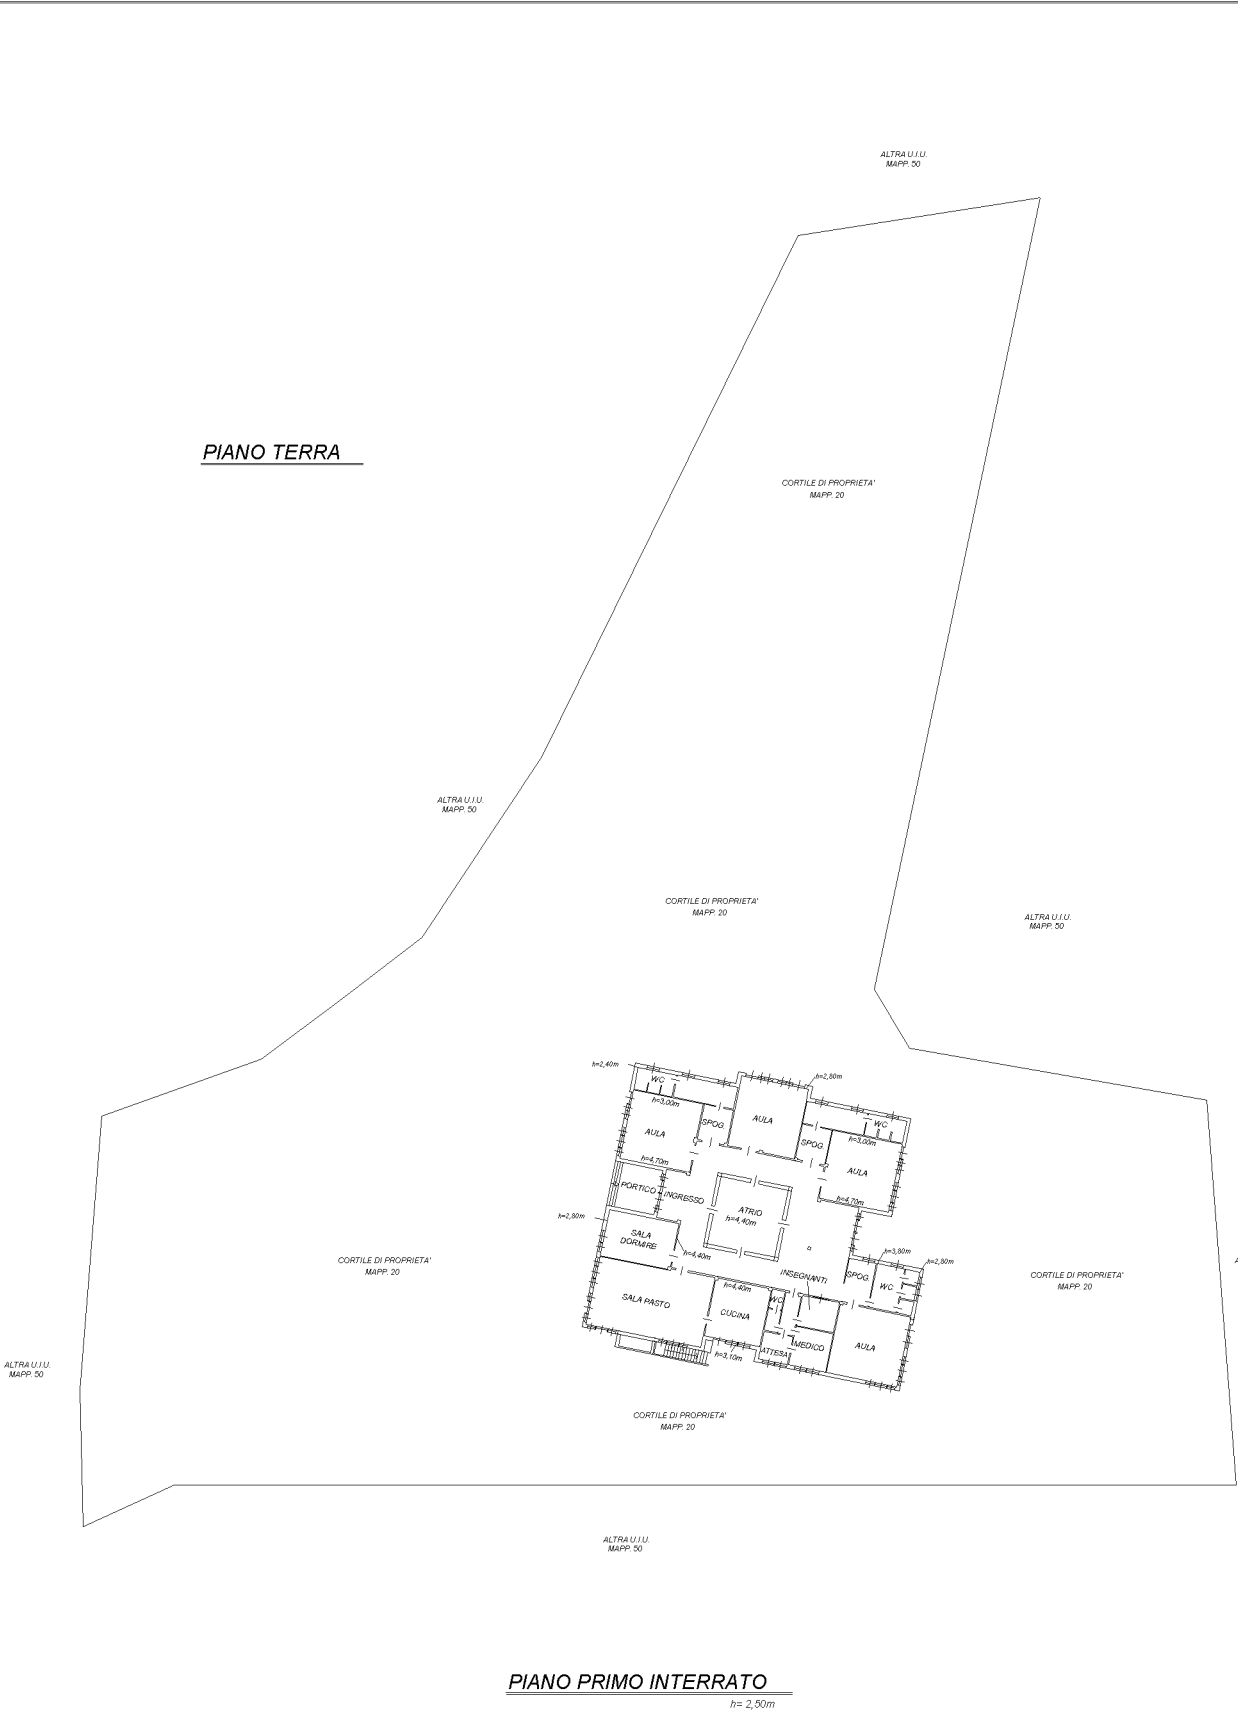 ALTRA U.I.U.
MAPP. 50
PIANO TERRA
CORTILE DI PROPRIETA'
MAPP. 20
ALTRA U.I.U.
MAPP. 50
CORTILE DI PROPRIETA'
MAPP. 20
ALTRA U.I.U.
MAPP. 50
h=2,40m
h=2,80m
WC
h=3,00m
AULA
SPOG.
AULA
WC
h=3,00m
SPOG.
AULA
h=4,70m
AULA
h=4,70m
PORTICO
INGRESSO
ATRIO
h=4,40m
h=2,80m
SALA
DORMIRE
h=4,40m
h=3,80m
h=2,80m
CORTILE DI PROPRIETA'
MAPP. 20
INSEGNANTI
SPOG.
WC
CORTILE DI PROPRIETA'
MAPP. 20
h=4,40m
SALA PASTO
CUCINA
WC
MEDICO
AULA
ATTESA
h=3,10m
ALTRA U.I.U.
MAPP. 50
CORTILE DI PROPRIETA'
MAPP. 20
ALTRA U.I.U.
MAPP. 50
PIANO PRIMO INTERRATO
h= 2,50m